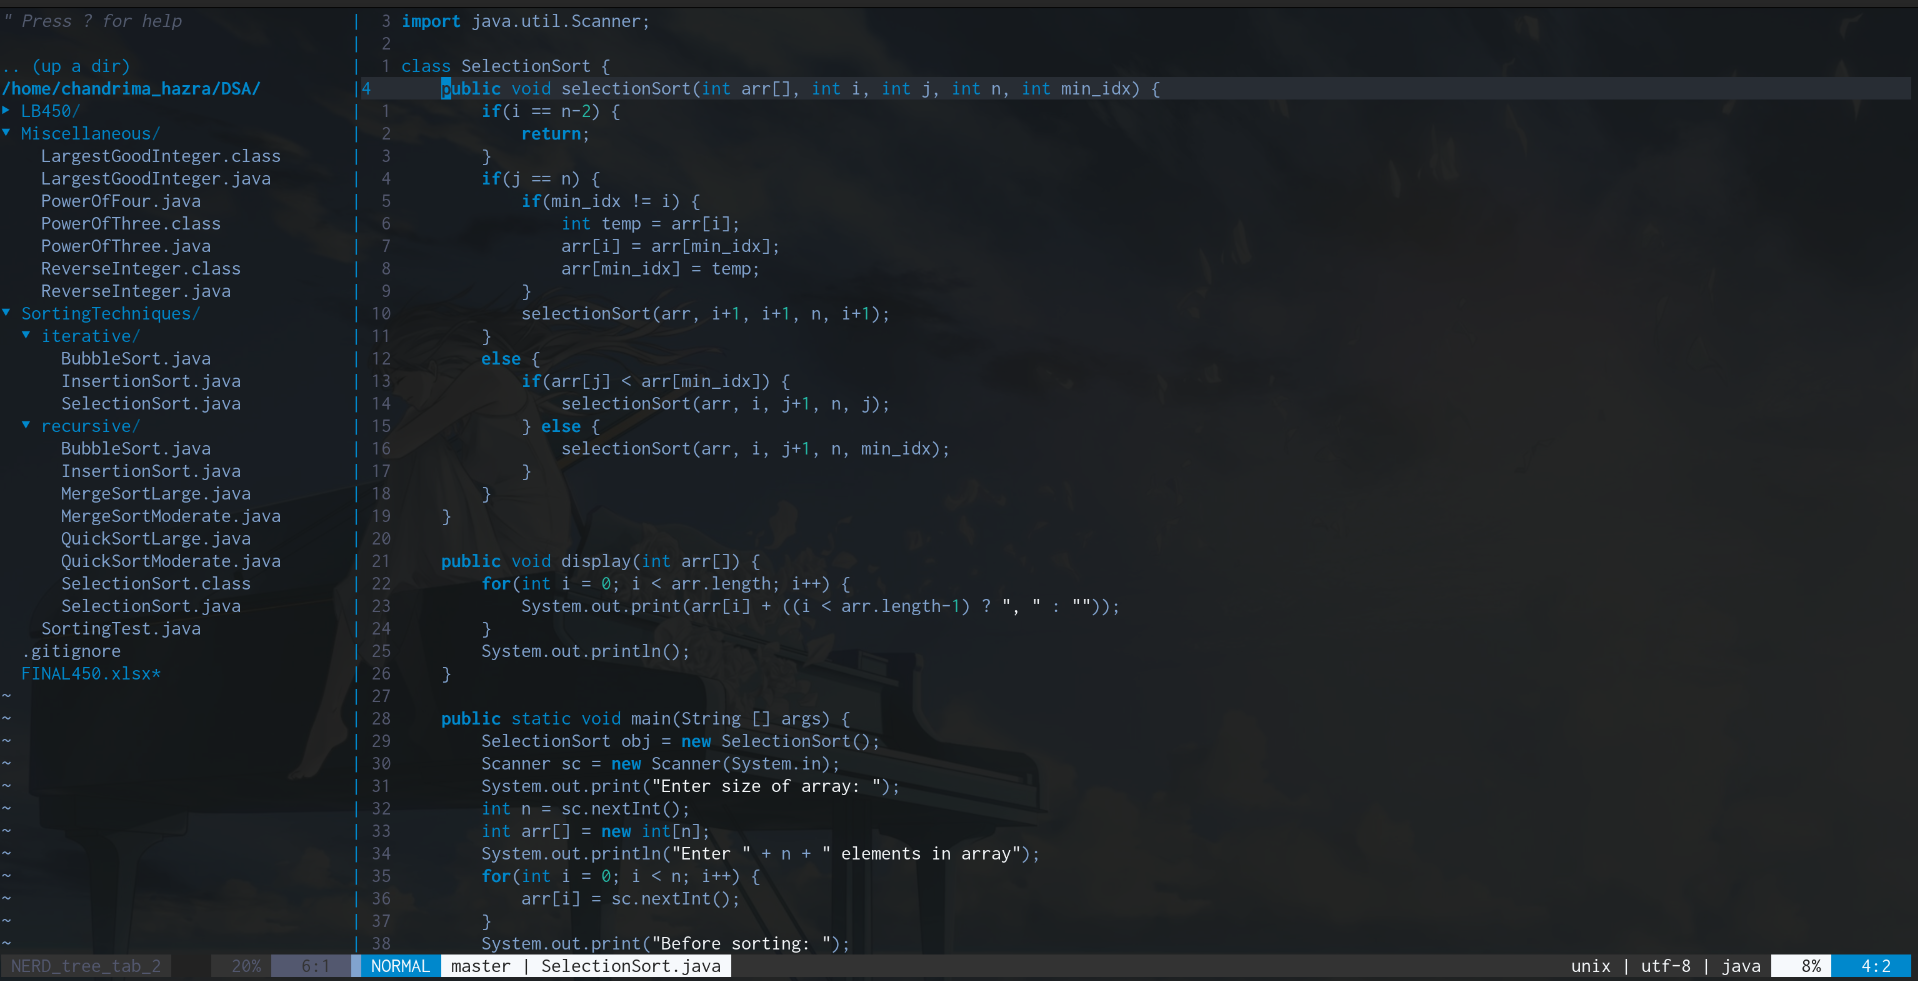 " Press ? for help
.. (up a dir)
/home/chandrima_hazra/DSA/
▸ LB450/
▾ Miscellaneous/
LargestGoodInteger.class
LargestGoodInteger.java
PowerOfFour.java
PowerOfThree.class
PowerOfThree.java
ReverseInteger.class
ReverseInteger.java
▾ SortingTechniques/
▾ iterative/
BubbleSort.java
InsertionSort.java
SelectionSort.java
▾ recursive/
BubbleSort.java
InsertionSort.java
MergeSortLarge.java
MergeSortModerate.java
QuickSortLarge.java
QuickSortModerate.java
SelectionSort.class
SelectionSort.java
SortingTest.java
.gitignore
FINAL450.xlsx*
~
~
~
~
~
~
~
~
~
~
~
~
3 import java.util.Scanner;
2
1 class SelectionSort {
4     public void selectionSort(int arr[], int i, int j, int n, int min_idx) {
1         if(i == n-2) {
2             return;
3         }
4         if(j == n) {
5             if(min_idx != i) {
6                 int temp = arr[i];
7                 arr[i] = arr[min_idx];
8                 arr[min_idx] = temp;
9             }
10             selectionSort(arr, i+1, i+1, n, i+1);
11         }
12         else {
13             if(arr[j] < arr[min_idx]) {
14                 selectionSort(arr, i, j+1, n, j);
15             } else {
16                 selectionSort(arr, i, j+1, n, min_idx);
17             }
18         }
19     }
20
21     public void display(int arr[]) {
22         for(int i = 0; i < arr.length; i++) {
23             System.out.print(arr[i] + ((i < arr.length-1) ? ", " : ""));
24         }
25         System.out.println();
26     }
27
28     public static void main(String [] args) {
29         SelectionSort obj = new SelectionSort();
30         Scanner sc = new Scanner(System.in);
31         System.out.print("Enter size of array: ");
32         int n = sc.nextInt();
33         int arr[] = new int[n];
34         System.out.println("Enter " + n + " elements in array");
35         for(int i = 0; i < n; i++) {
36             arr[i] = sc.nextInt();
37         }
38         System.out.print("Before sorting: ");
NERD_tree_tab_2 20% 6:1 NORMAL master | SelectionSort.java unix | utf-8 | java 8% 4:2